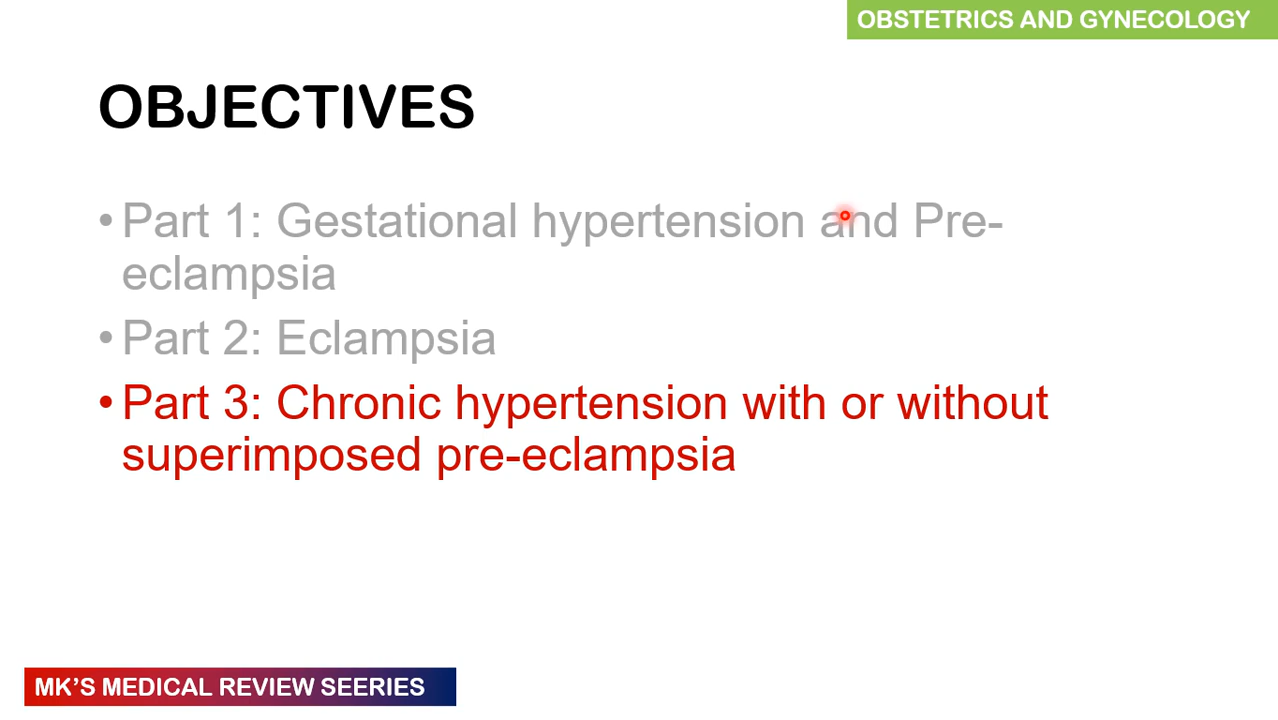 OBSTETRICS AND GYNECOLOGY
OBJECTIVES
•Part 1: Gestational hypertension and Pre-
eclampsia
•Part 2: Eclampsia
•Part 3: Chronic hypertension with or without
superimposed pre-eclampsia
MK'S MEDICAL REVIEW SEERIES